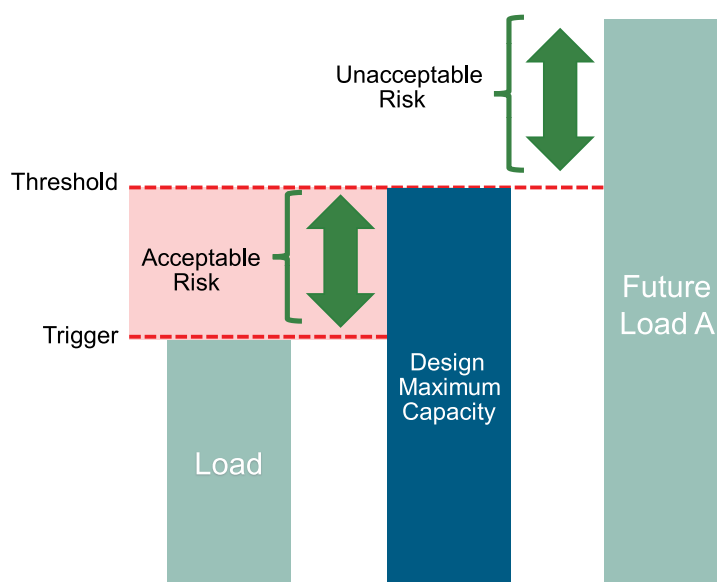 Unacceptable
Risk
Threshold
Acceptable
Risk
Trigger
Future
Load A
Design
Maximum
Capacity
Load